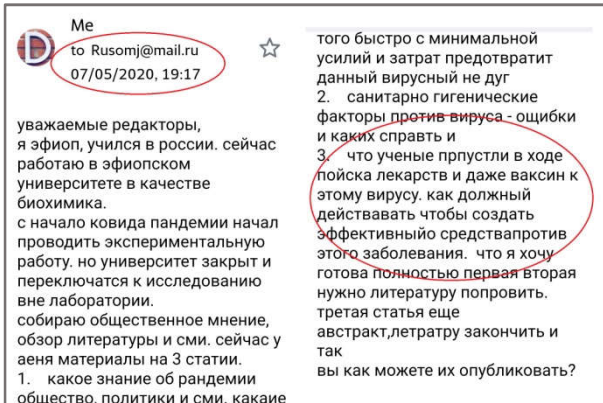 Me
to Rusomj@mail.ru
07/05/2020, 19:17
уважаемые редакторы,
я эфиоп, учился в россии. сейчас
работаю в эфиопском
университете в качестве
биохимика.
с начало ковида пандемии начал
проводить экспериментальную
работу. но университет закрыт и
переключатся к исследованию
вне лаборатории.
собираю общественное мнение,
обзор литературы и сми. сейчас у
аеня материалы на 3 статии.
1. какое знание об рандемии
общество, политики и сми. какаие
того быстро с минимальной
усилий и затрат предотвратит
данный вирусный не дуг
2. санитарно гигенические
факторы против вируса - ощибки
и каких справть и
3. что ученые прпустли в ходе
пойска лекарств и даже ваксин к
этому вирусу. как должный
действавать чтобы создать
эффективныйо средствапротив
этого заболевания. что я хочу
готова полностью первая вторая
нужно литературу попровить.
третая статья еще
австракт,летратру закончить и
так
вы как можете их опубликовать?